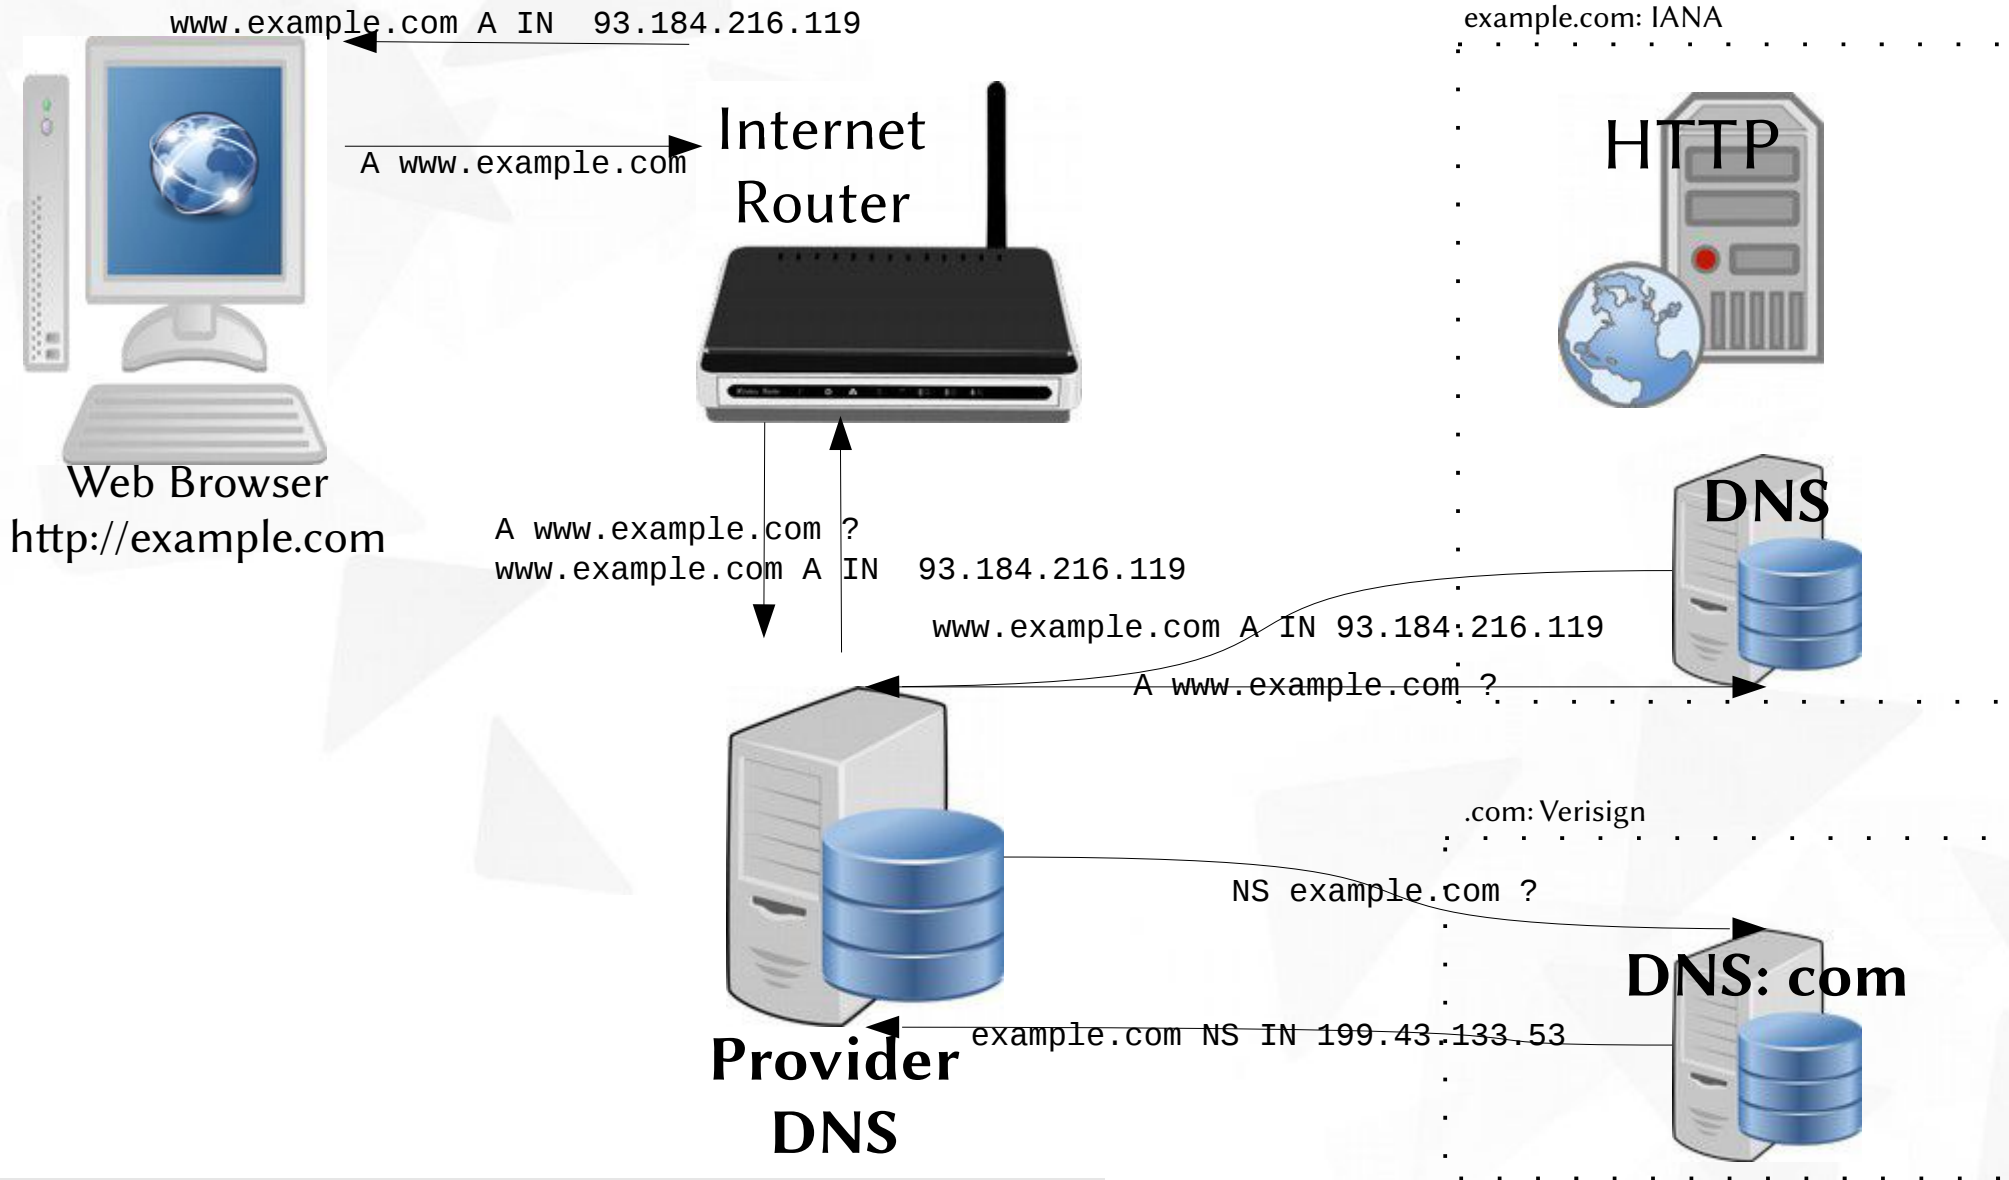 www.example.com A IN  93.184.216.119
example.com: IANA
A www.example.com
Internet
Router
HTTP
Web Browser
http://example.com
DNS
A www.example.com ?
www.example.com A IN  93.184.216.119
www.example.com A IN 93.184.216.119
A www.example.com ?
.com: Verisign
NS example.com ?
DNS: com
example.com NS IN 199.43.133.53
Provider
DNS